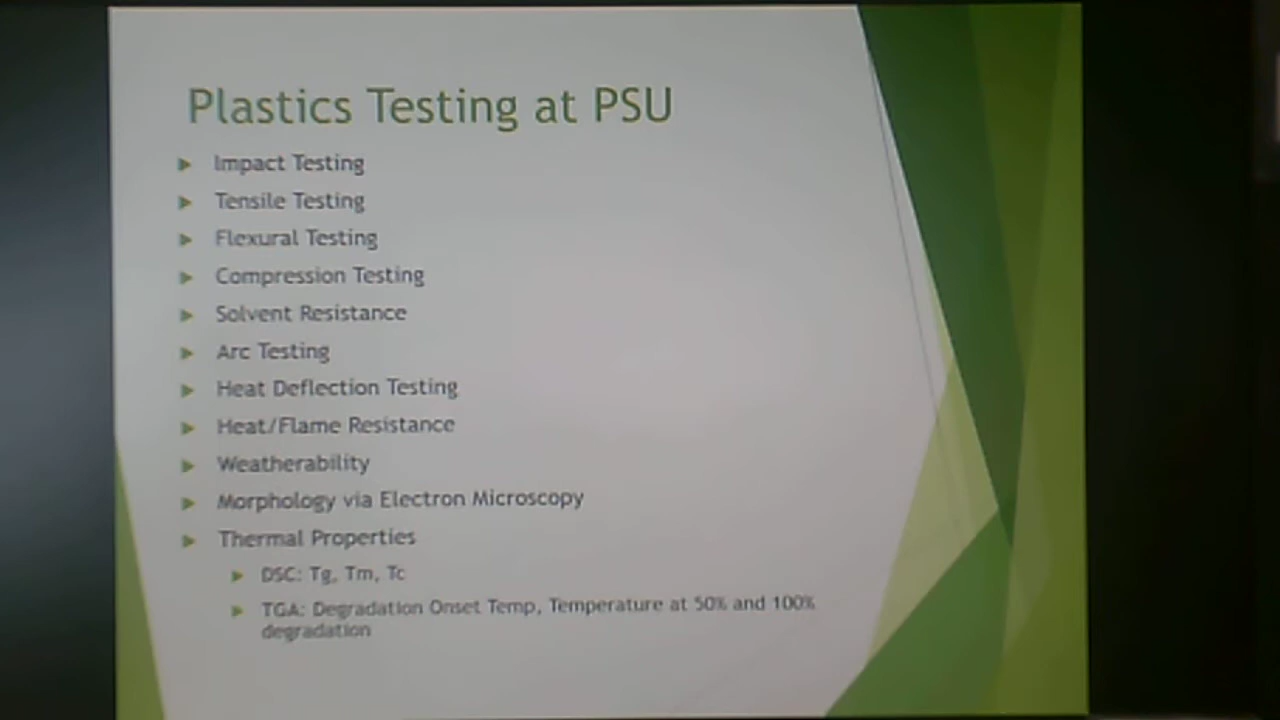 Plastics Testing at PSU
Impact Testing
Tensile Testing
Flexural Testing
Compression Testing
Solvent Resistance
Arc Testing
Heat Deflection Testing
Heat/Flame Resistance
Weatherability
Morphology via Electron Microscopy
Thermal Properties
DSC: Tg, Tm, Tc
TGA: Degradation Onset Temp, Temperature at 50% and 100%
degradation